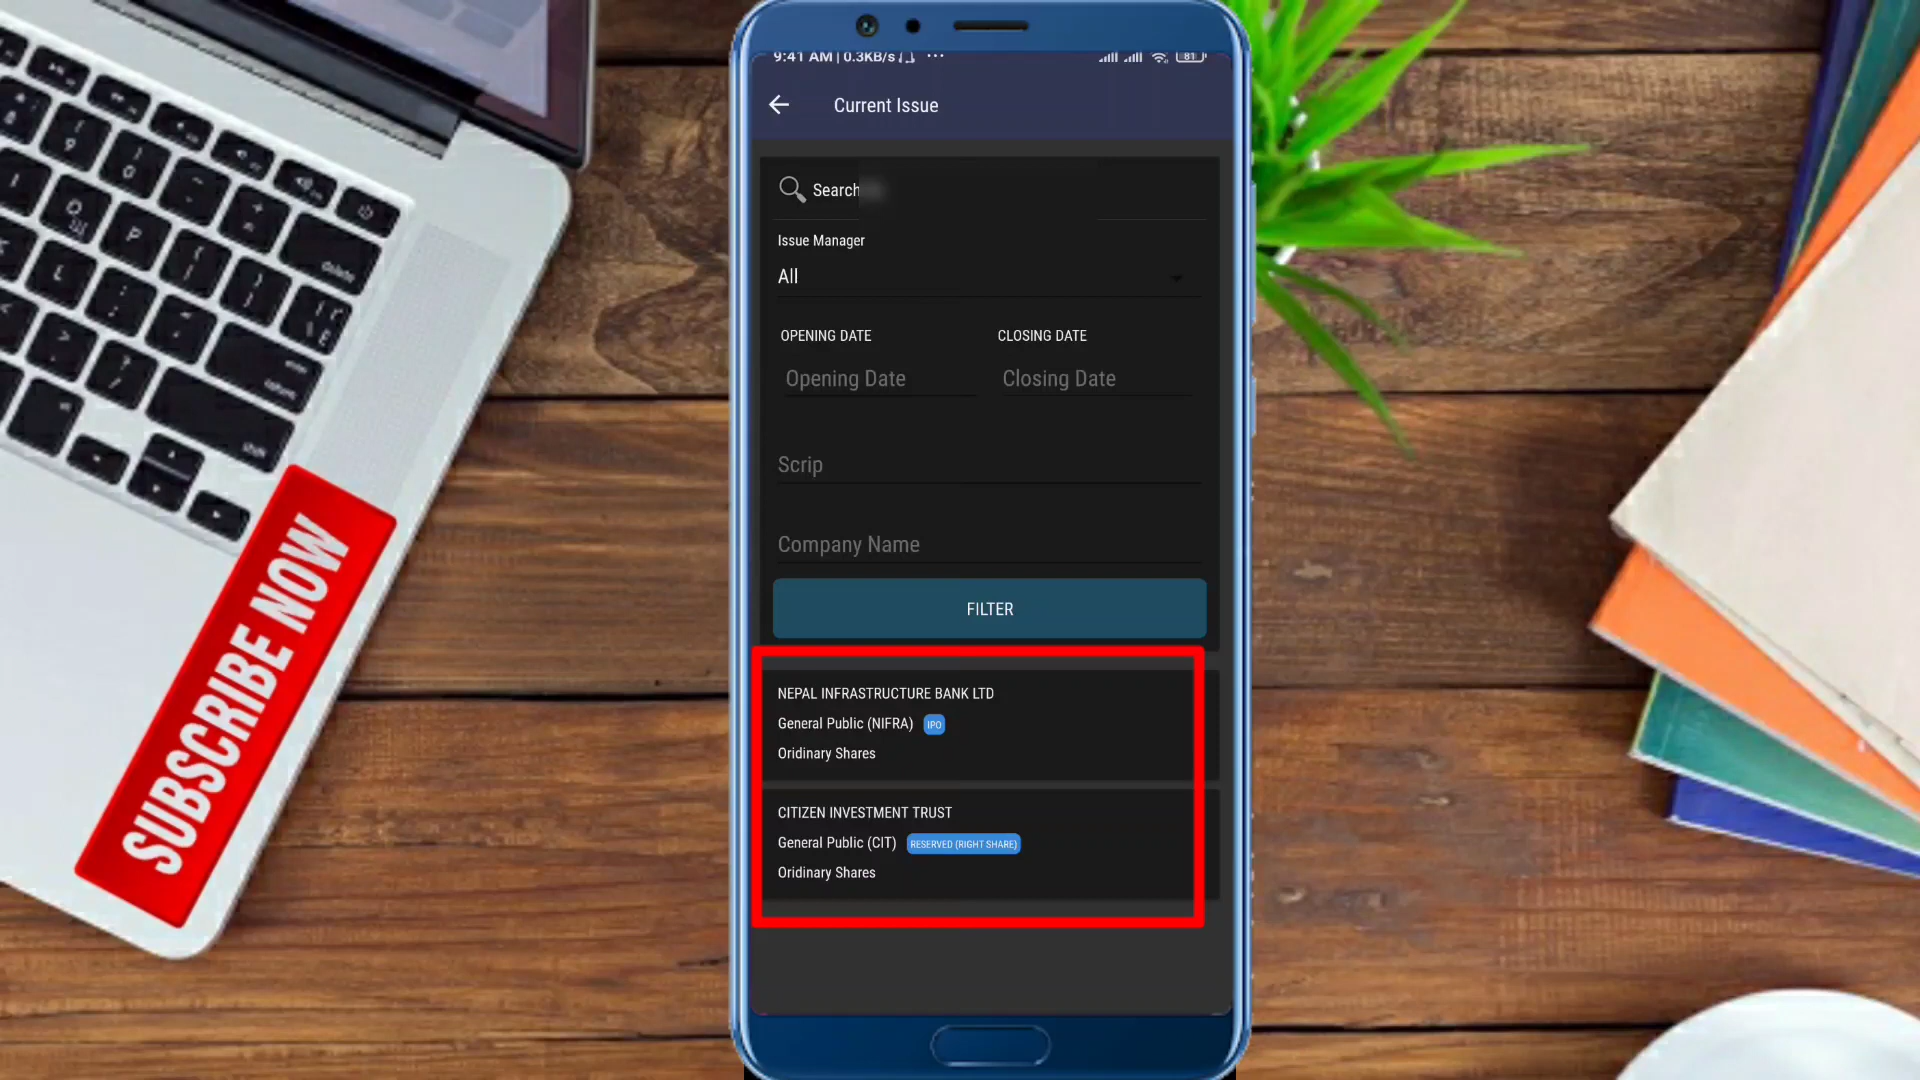 9:41 AM | 0.3KB/s
81
Current Issue
Search
Issue Manager
All
OPENING DATE
CLOSING DATE
Opening Date
Closing Date
Scrip
Company Name
FILTER
NEPAL INFRASTRUCTURE BANK LTD
General Public (NIFRA) IPO
Oridinary Shares
CITIZEN INVESTMENT TRUST
General Public (CIT) RESERVED (RIGHT SHARE)
Oridinary Shares
SUBSCRIBE NOW
delete